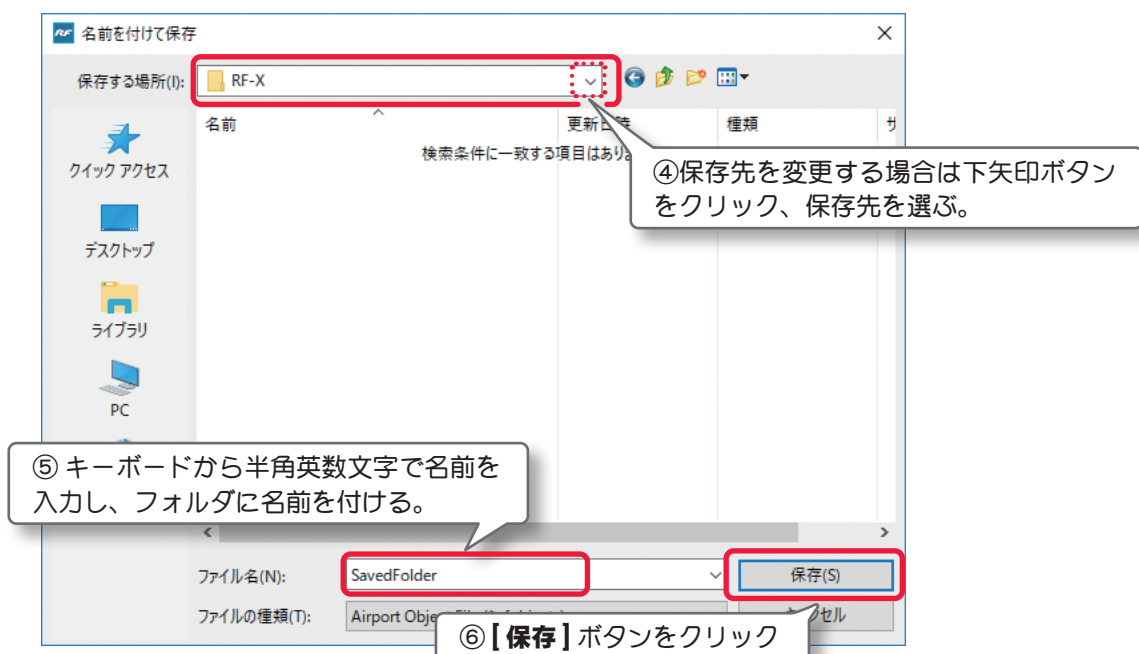 RF 名前を付けて保存
保存する場所(I): RF-X
名前 更新日時 種類 サ
検索条件に一致する項目はありま
クイック アクセス
④保存先を変更する場合は下矢印ボタン
をクリック、保存先を選ぶ。
デスクトップ
ライブラリ
PC
⑤ キーボードから半角英数文字で名前を
入力し、フォルダに名前を付ける。
ファイル名(N): SavedFolder 保存(S)
ファイルの種類(T): Airport Obje
⑥[ 保存 ] ボタンをクリック